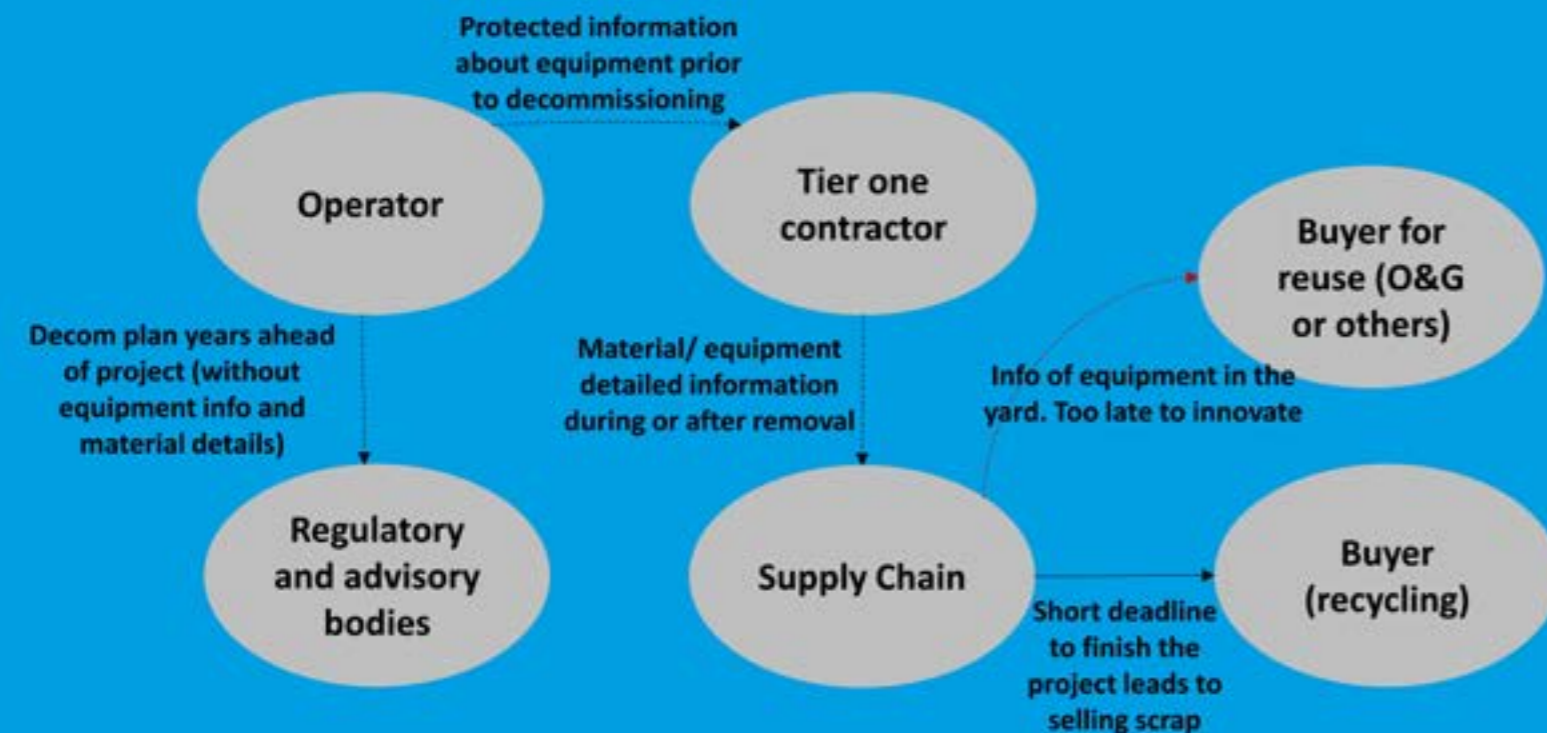 Protected information
about equipment prior
to decommissioning
Operator
Tier one
contractor
Buyer for
reuse (O&G
or others)
Decom plan years ahead
of project (without
equipment info and
material details)
Material/ equipment
detailed information
during or after removal
Info of equipment in the
yard. Too late to innovate
Regulatory
and advisory
bodies
Supply Chain
Buyer
(recycling)
Short deadline
to finish the
project leads to
selling scrap